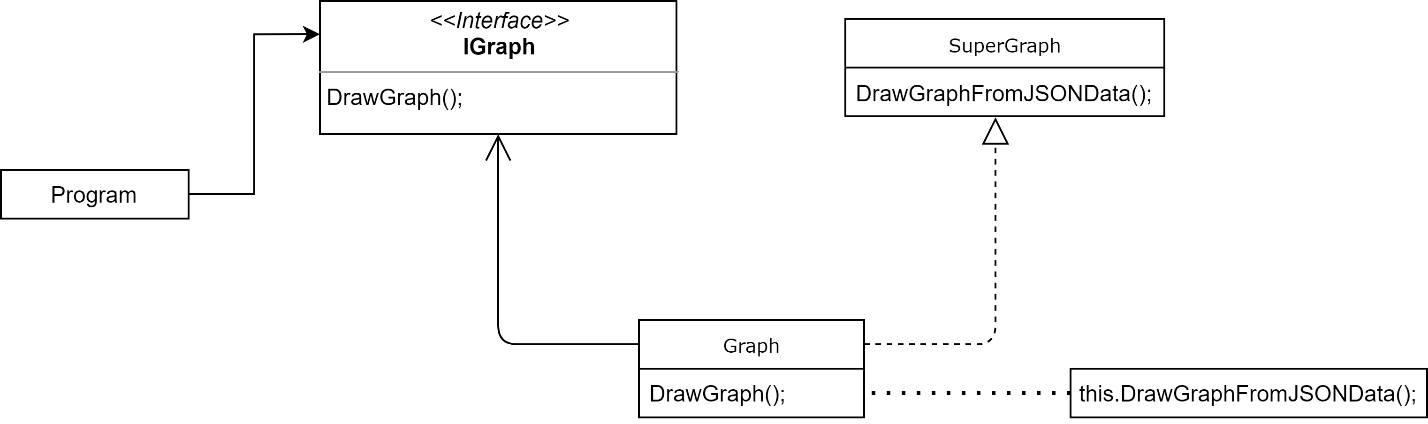 <<Interface>>
IGraph
DrawGraph();
SuperGraph
DrawGraphFromJSONData();
Program
Graph
DrawGraph();
this.DrawGraphFromJSONData();